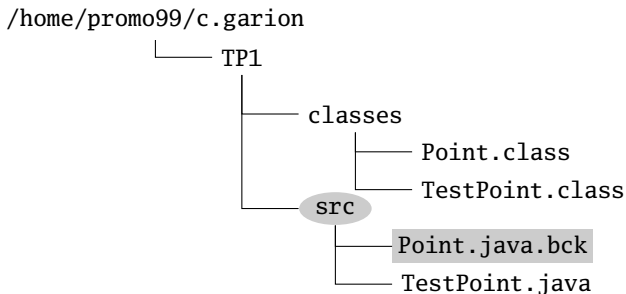 /home/promo99/c.garion
TP1
classes
Point.class
TestPoint.class
src
Point.java.bck
TestPoint.java